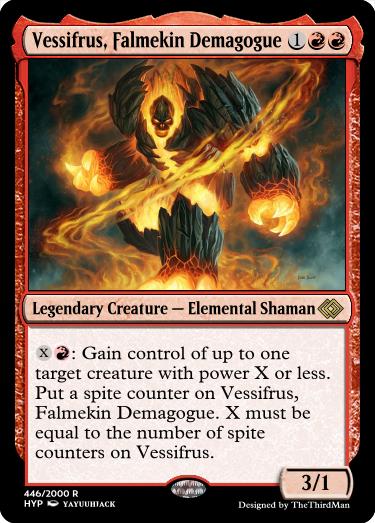 Vessifrus, Falmekin Demagogue 1
Legendary Creature — Elemental Shaman
X : Gain control of up to one
target creature with power X or less.
Put a spite counter on Vessifrus,
Falmekin Demagogue. X must be
equal to the number of spite
counters on Vessifrus.
3/1
446/2000 R
HYP YAYUUHJACK
Designed by TheThirdMan